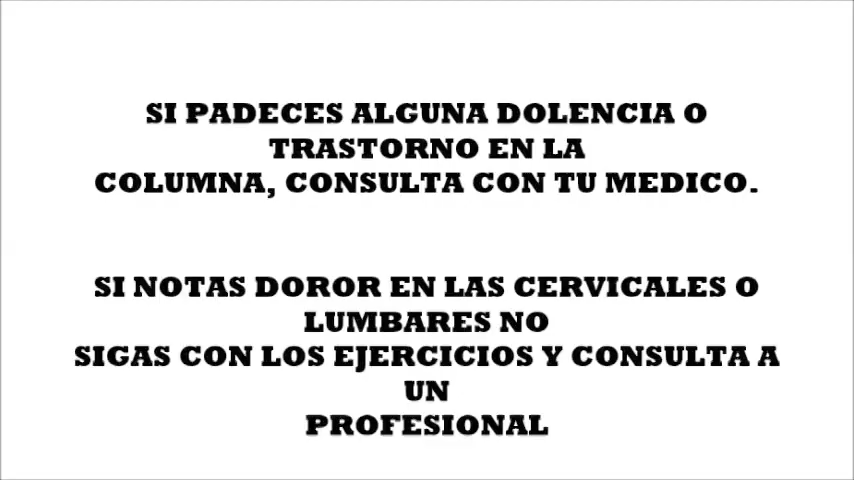 SI PADECES ALGUNA DOLENCIA O
TRASTORNO EN LA
COLUMNA, CONSULTA CON TU MEDICO.
SI NOTAS DOROR EN LAS CERVICALES O
LUMBARES NO
SIGAS CON LOS EJERCICIOS Y CONSULTA A
UN
PROFESIONAL